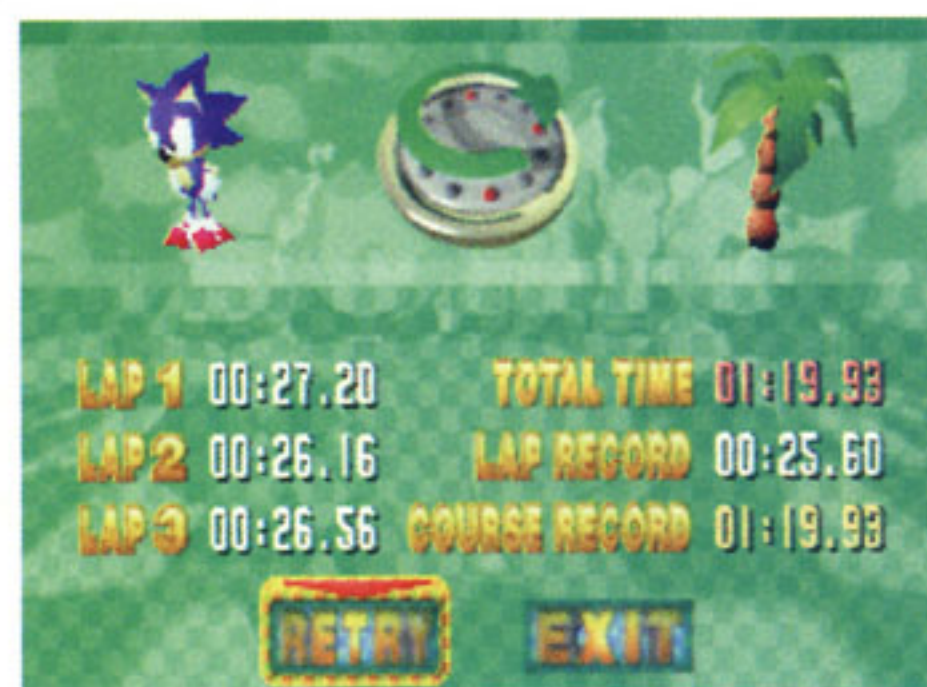 LAP 1 00:27.20 TOTAL TIME 01:19.93
LAP 2 00:26.16 LAP RECORD 00:25.60
LAP 3 00:26.56 COURSE RECORD 01:19.93
RETRY EXIT